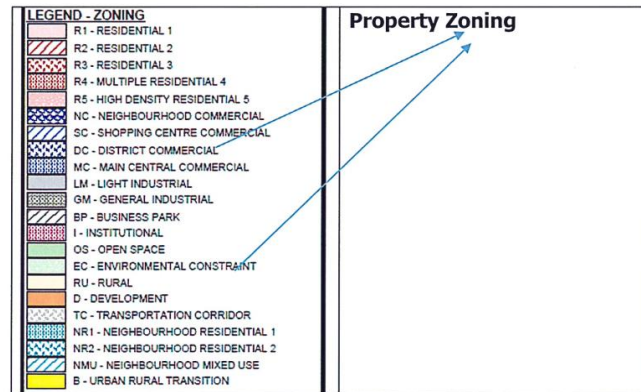 LEGEND - ZONING
R1 - RESIDENTIAL 1
R2 - RESIDENTIAL 2
R3 - RESIDENTIAL 3
R4 - MULTIPLE RESIDENTIAL 4
R5 - HIGH DENSITY RESIDENTIAL 5
NC - NEIGHBOURHOOD COMMERCIAL
SC - SHOPPING CENTRE COMMERCIAL
DC - DISTRICT COMMERCIAL
MC - MAIN CENTRAL COMMERCIAL
LM - LIGHT INDUSTRIAL
GM - GENERAL INDUSTRIAL
BP - BUSINESS PARK
I - INSTITUTIONAL
OS - OPEN SPACE
EC - ENVIRONMENTAL CONSTRAINT
RU - RURAL
D - DEVELOPMENT
TC - TRANSPORTATION CORRIDOR
NR1 - NEIGHBOURHOOD RESIDENTIAL 1
NR2 - NEIGHBOURHOOD RESIDENTIAL 2
NMU - NEIGHBOURHOOD MIXED USE
B - URBAN RURAL TRANSITION
Property Zoning